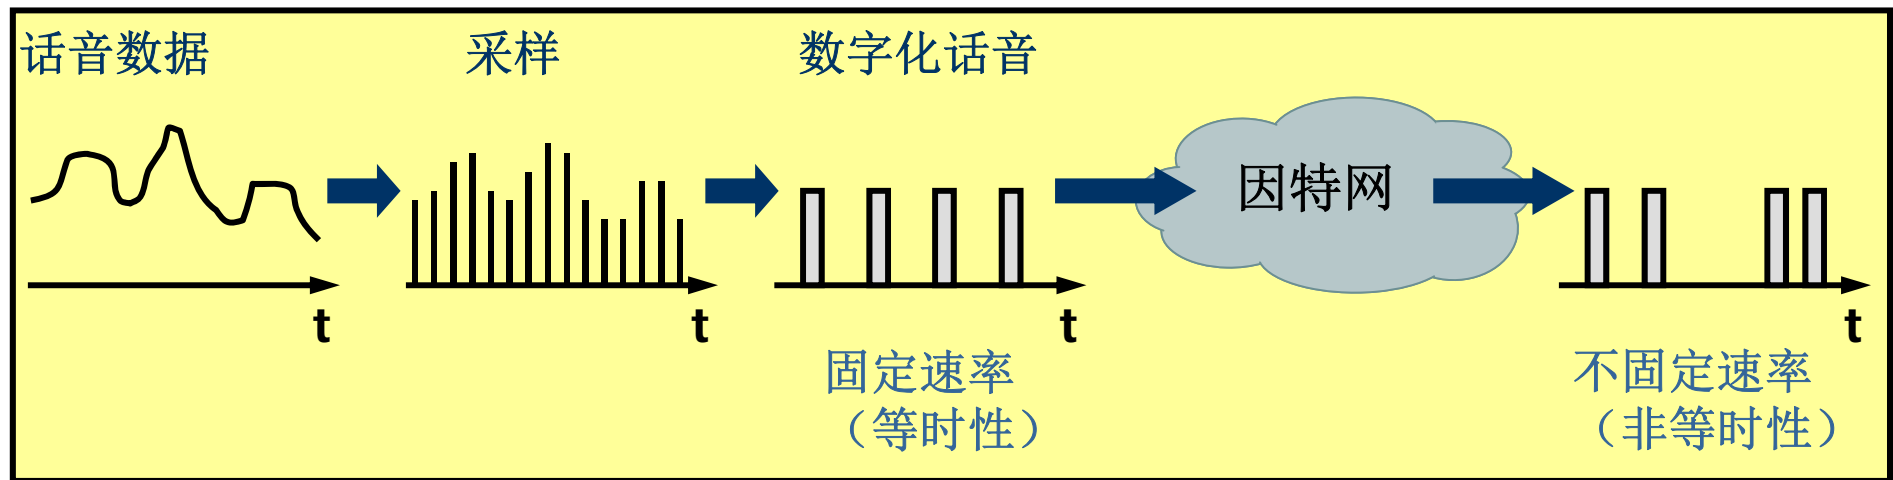 话音数据
采样
数字化话音
因特网
t
t
t
t
固定速率
（等时性）
不固定速率
（非等时性）